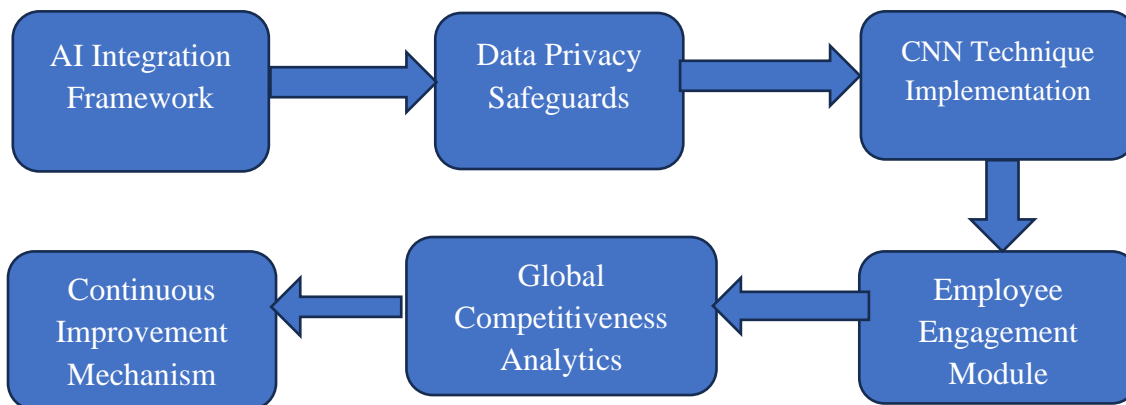 AI Integration
Framework
Data Privacy
Safeguards
CNN Technique
Implementation
Employee
Engagement
Module
Global
Competitiveness
Analytics
Continuous
Improvement
Mechanism